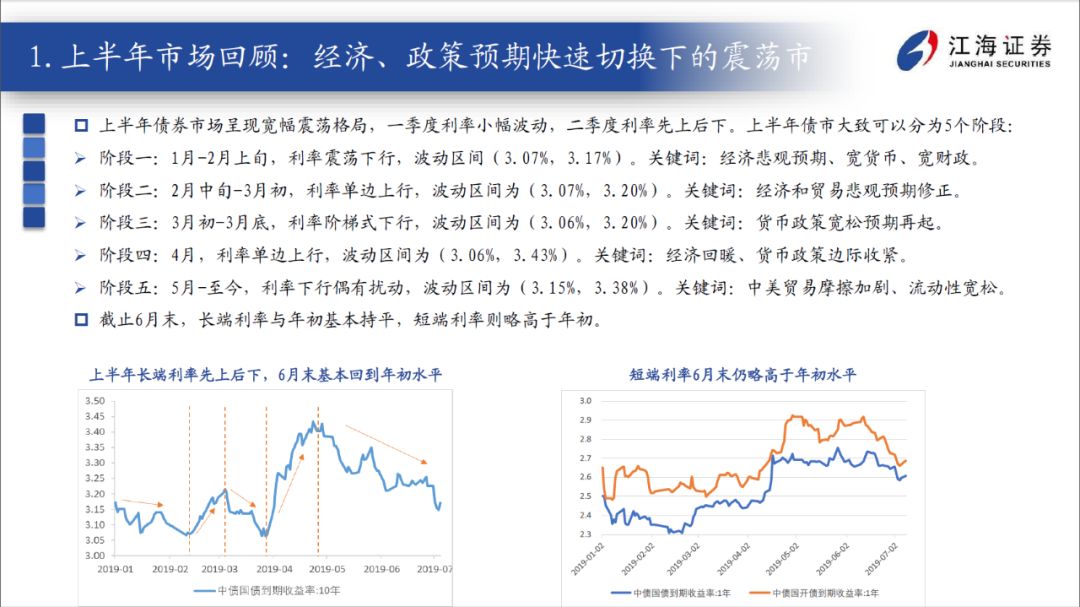 1. 上半年市场回顾：经济、政策预期快速切换下的震荡市
江海证券
JIANGHAI SECURITIES
上半年债券市场呈现宽幅震荡格局，一季度利率小幅波动，二季度利率先上后下。上半年债市大致可以分为5个阶段：
阶段一：1月-2月上旬，利率震荡下行，波动区间（3.07%，3.17%）。关键词：经济悲观预期、宽货币、宽财政。
阶段二：2月中旬-3月初，利率单边上行，波动区间为（3.07%，3.20%）。关键词：经济和贸易悲观预期修正。
阶段三：3月初-3月底，利率阶梯式下行，波动区间为（3.06%，3.20%）。关键词：货币政策宽松预期再起。
阶段四：4月，利率单边上行，波动区间为（3.06%，3.43%）。关键词：经济回暖、货币政策边际收紧。
阶段五：5月-至今，利率下行偶有扰动，波动区间为（3.15%，3.38%）。关键词：中美贸易摩擦加剧、流动性宽松。
截止6月末，长端利率与年初基本持平，短端利率则略高于年初。
上半年长端利率先上后下，6月末基本回到年初水平
3.50
3.45
3.40
3.35
3.30
3.25
3.20
3.15
3.10
3.05
3.00
2019-01 2019-02 2019-03 2019-04 2019-05 2019-06 2019-07
中债国债到期收益率:10年
短端利率6月末仍略高于年初水平
3.0
2.9
2.8
2.7
2.6
2.5
2.4
2.3
2019-01-02 2019-02-02 2019-03-02 2019-04-02 2019-05-02 2019-06-02 2019-07-02
中债国债到期收益率:1年 中债国开债到期收益率:1年